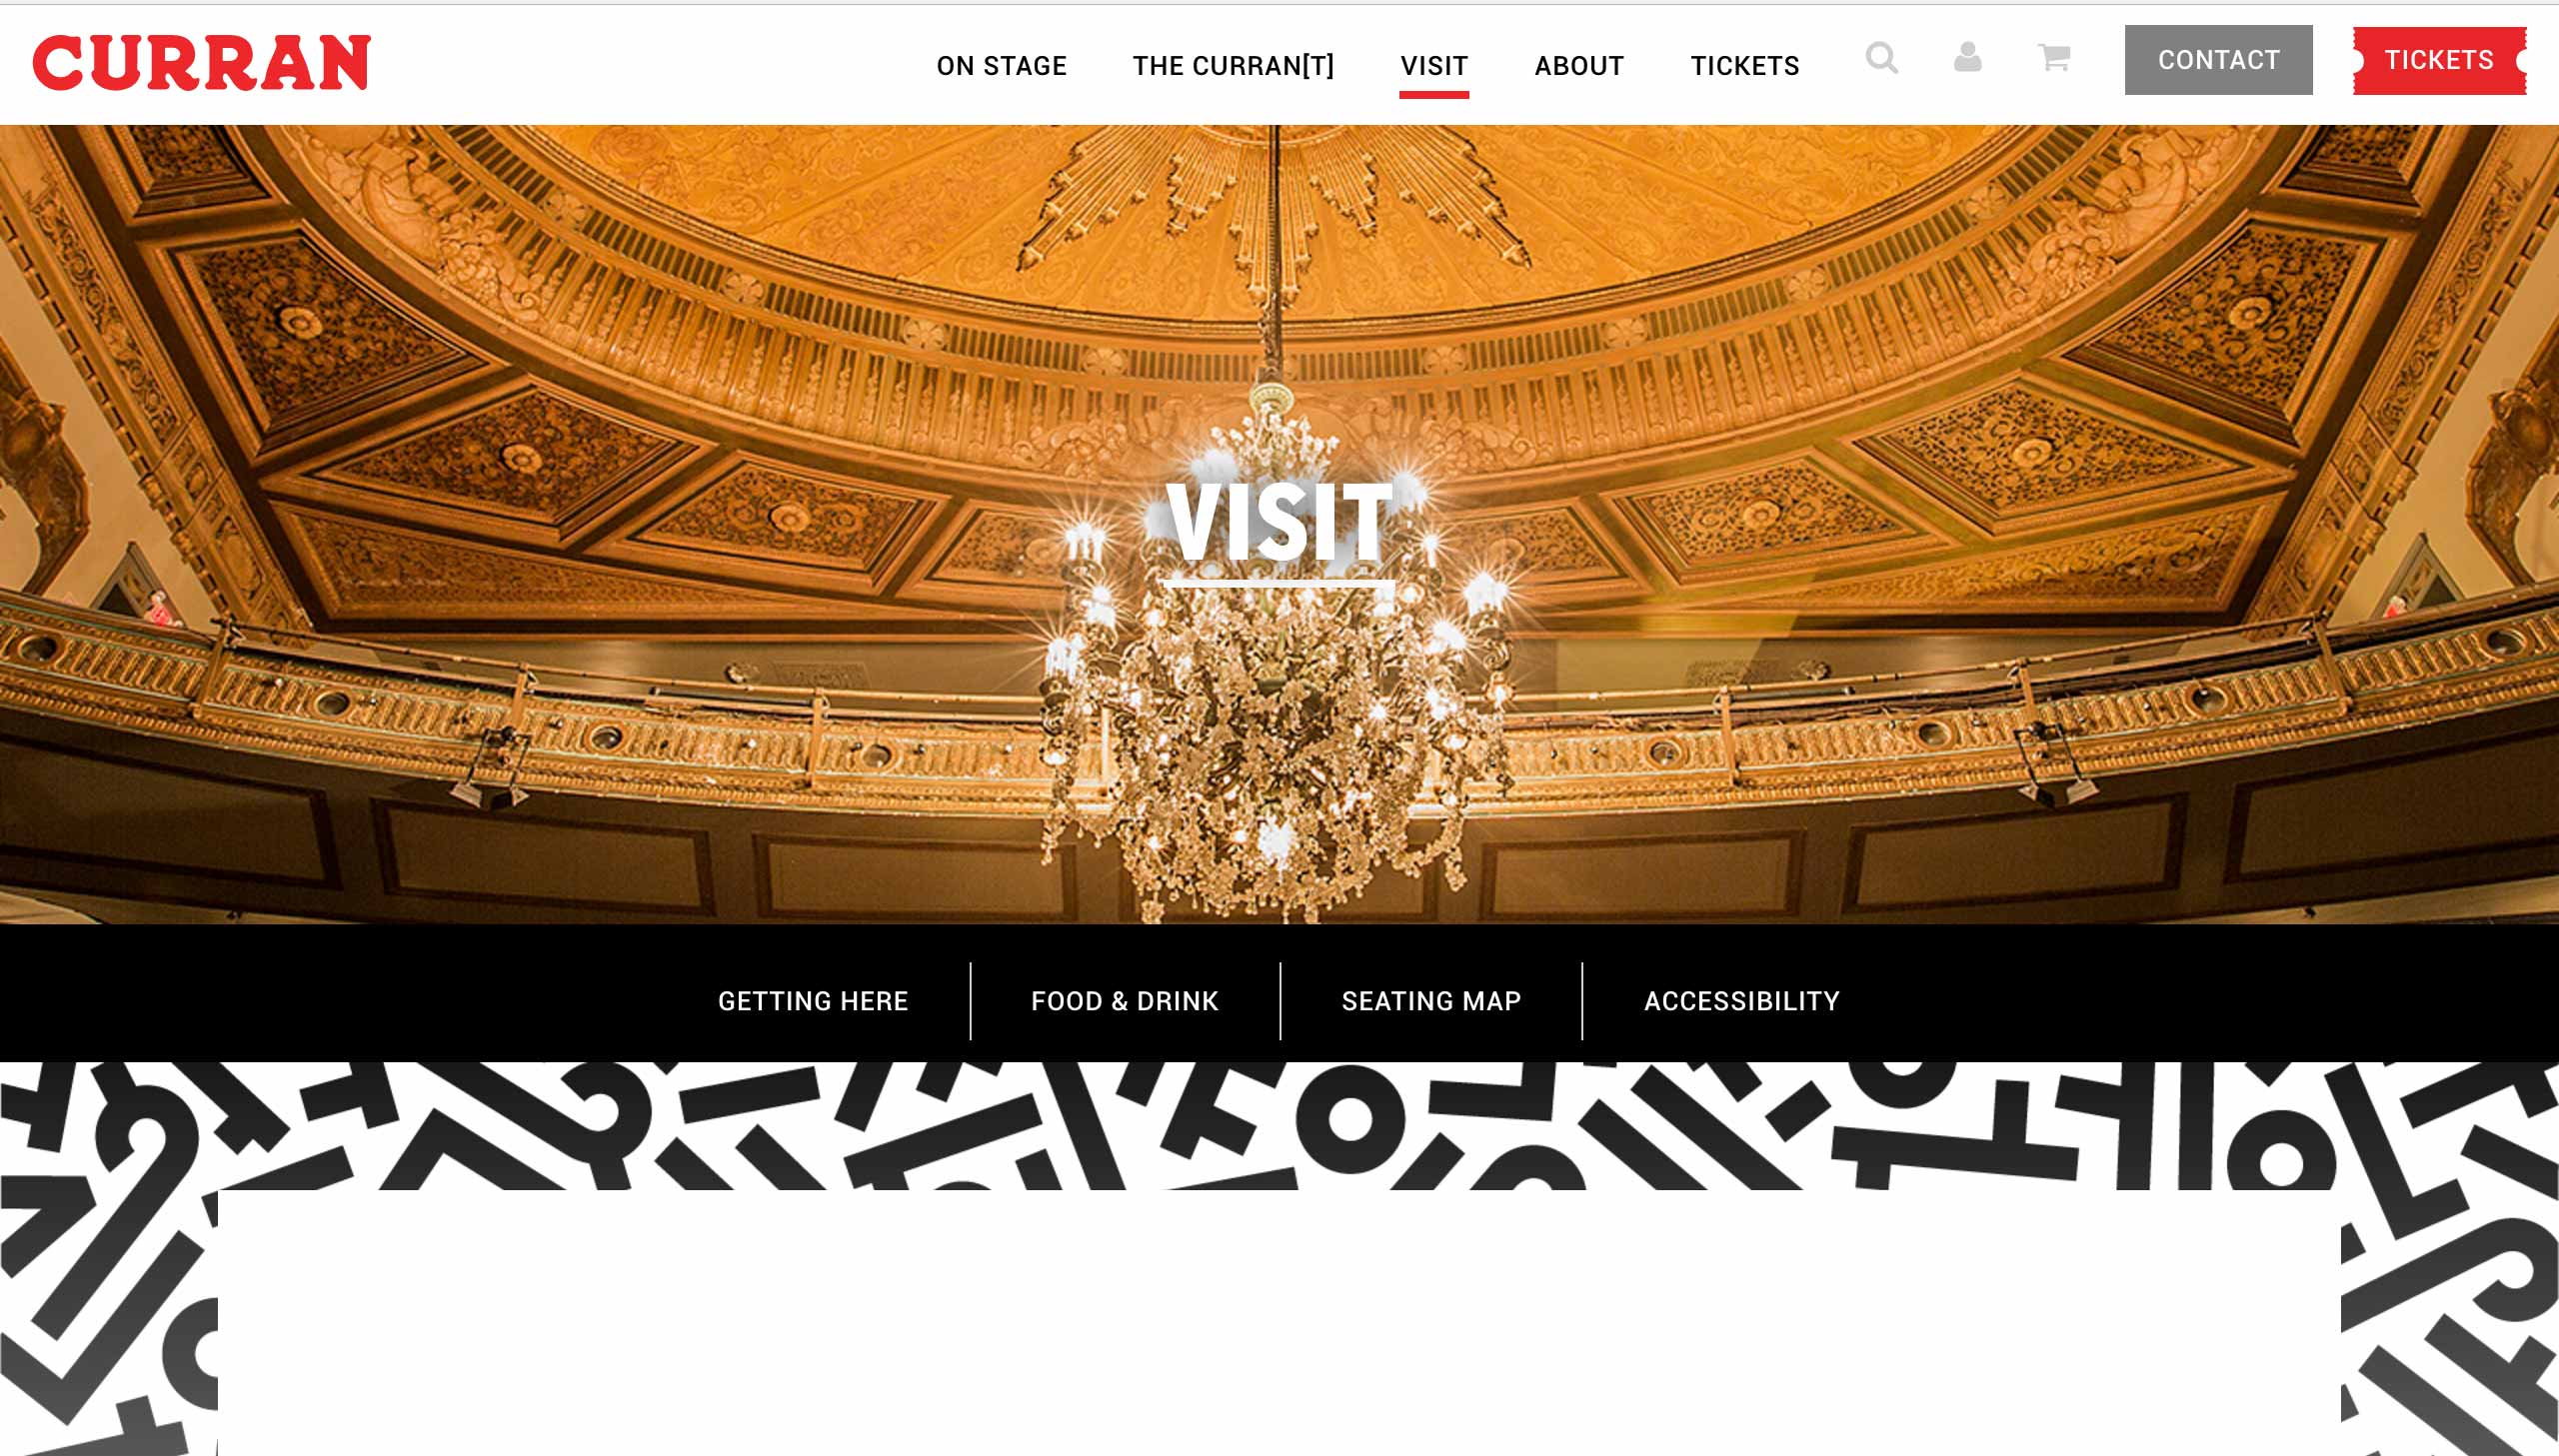 CURRAN
ON STAGE THE CURRAN[T] VISIT ABOUT TICKETS CONTACT TICKETS
VISIT
GETTING HERE FOOD & DRINK SEATING MAP ACCESSIBILITY